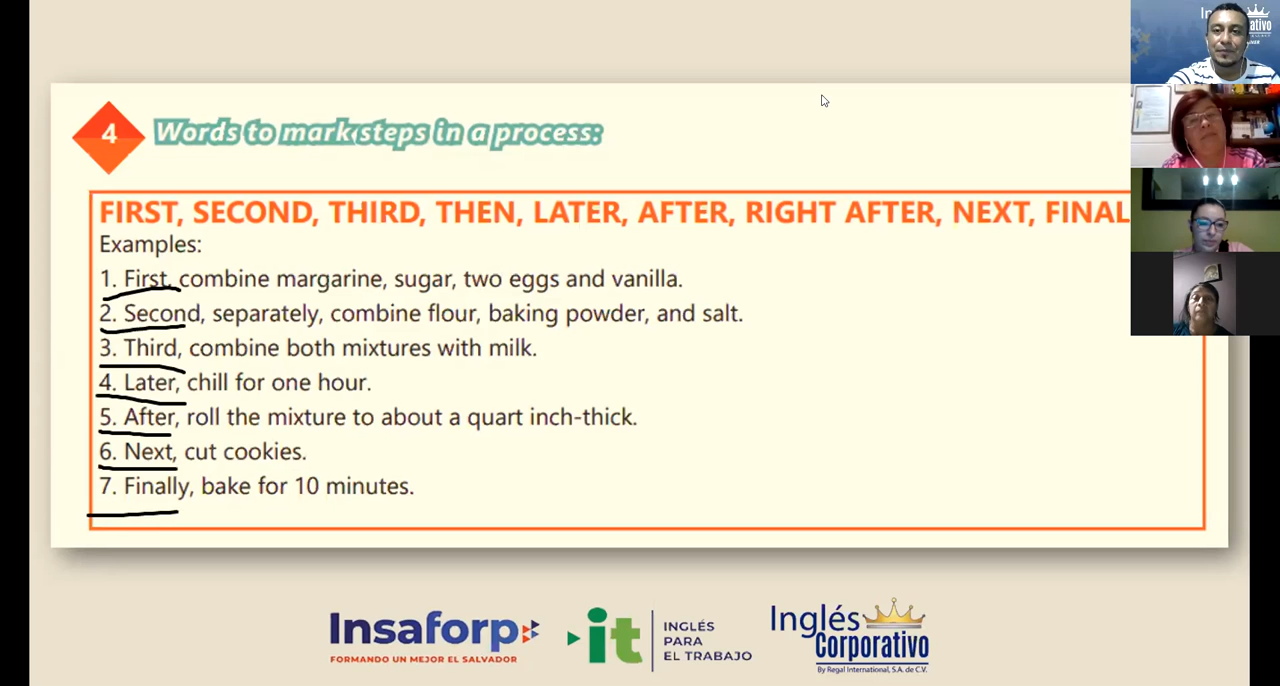 4 Words to mark steps in a process:
FIRST, SECOND, THIRD, THEN, LATER, AFTER, RIGHT AFTER, NEXT, FINAL
Examples:
1. First, combine margarine, sugar, two eggs and vanilla.
2. Second, separately, combine flour, baking powder, and salt.
3. Third, combine both mixtures with milk.
4. Later, chill for one hour.
5. After, roll the mixture to about a quart inch-thick.
6. Next, cut cookies.
7. Finally, bake for 10 minutes.
Insaforp
FORMANDO UN MEJOR EL SALVADOR
it
INGLÉS
PARA
EL TRABAJO
Inglés
Corporativo
By Regal International, S.A. de C.V.